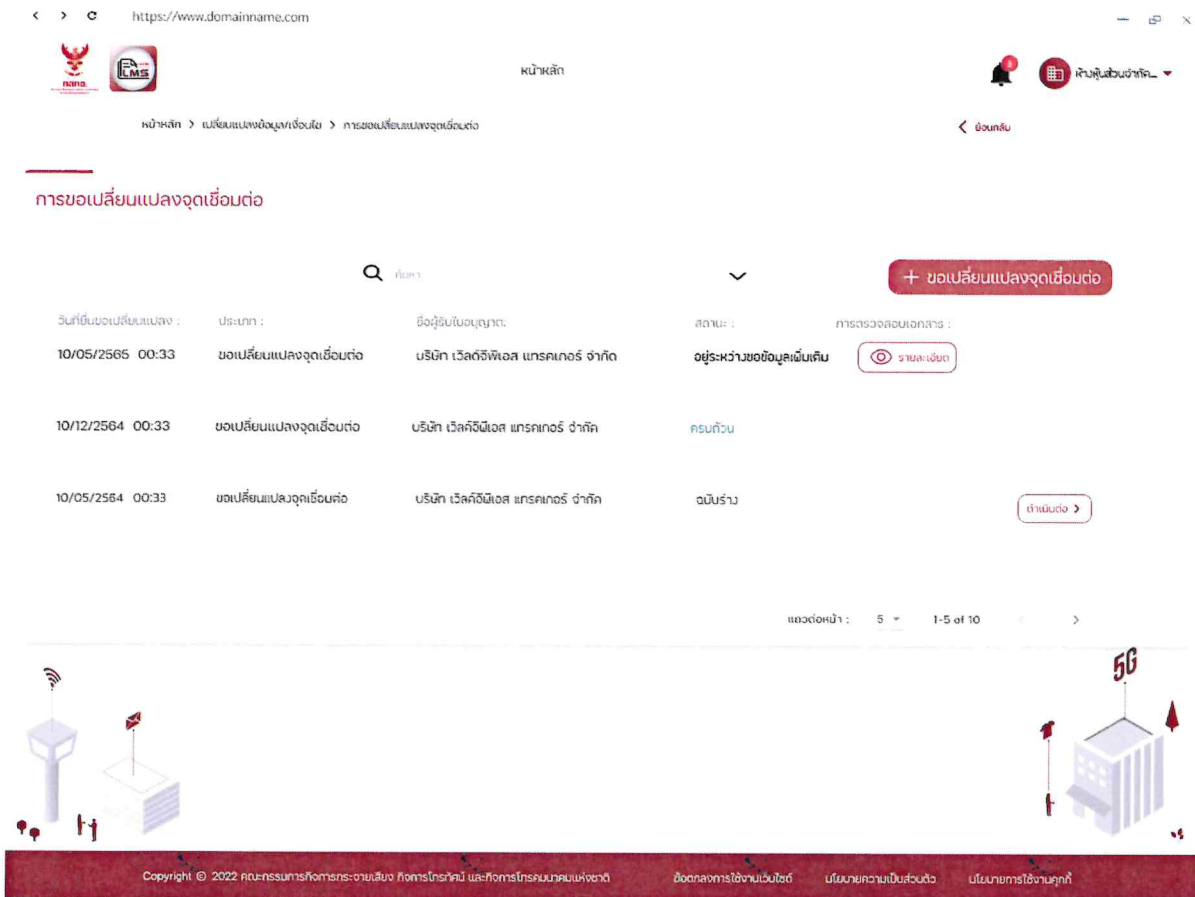 https://www.domainname.com
กสทช.
LMS
หน้าหลัก
3
ห้างหุ้นส่วนจำกัด...
หน้าหลัก > เปลี่ยนแปลงข้อมูล/เงื่อนไข > การขอเปลี่ยนแปลงจุดเชื่อมต่อ
ย้อนกลับ
การขอเปลี่ยนแปลงจุดเชื่อมต่อ
ค้นหา
+ ขอเปลี่ยนแปลงจุดเชื่อมต่อ
วันที่ยื่นขอเปลี่ยนแปลง : ประเภท : ชื่อผู้รับใบอนุญาต: สถานะ : การตรวจสอบเอกสาร :
10/05/2565 00:33 ขอเปลี่ยนแปลงจุดเชื่อมต่อ บริษัท เวิลด์จีพีเอส แทรคเกอร์ จำกัด อยู่ระหว่างขอข้อมูลเพิ่มเติม รายละเอียด
10/12/2564 00:33 ขอเปลี่ยนแปลงจุดเชื่อมต่อ บริษัท เวิลด์จีพีเอส แทรคเกอร์ จำกัด ครบถ้วน
10/05/2564 00:33 ขอเปลี่ยนแปลงจุดเชื่อมต่อ บริษัท เวิลด์จีพีเอส แทรคเกอร์ จำกัด ฉบับร่าง ดำเนินต่อ >
แถวต่อหน้า : 5 1-5 of 10
5G
Copyright © 2022 คณะกรรมการกิจการกระจายเสียง กิจการโทรทัศน์ และกิจการโทรคมนาคมแห่งชาติ ข้อตกลงการใช้งานเว็บไซต์ นโยบายความเป็นส่วนตัว นโยบายการใช้งานคุกกี้